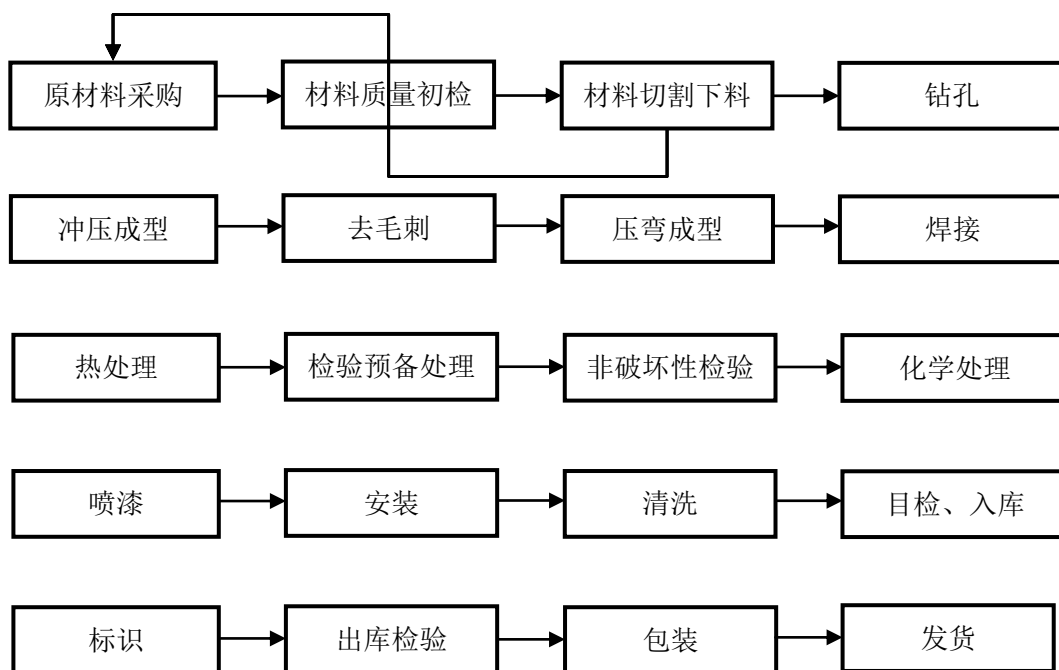 原材料采购 材料质量初检 材料切割下料 钻孔
冲压成型 去毛刺 压弯成型 焊接
热处理 检验预备处理 非破坏性检验 化学处理
喷漆 安装 清洗 目检、入库
标识 出库检验 包装 发货